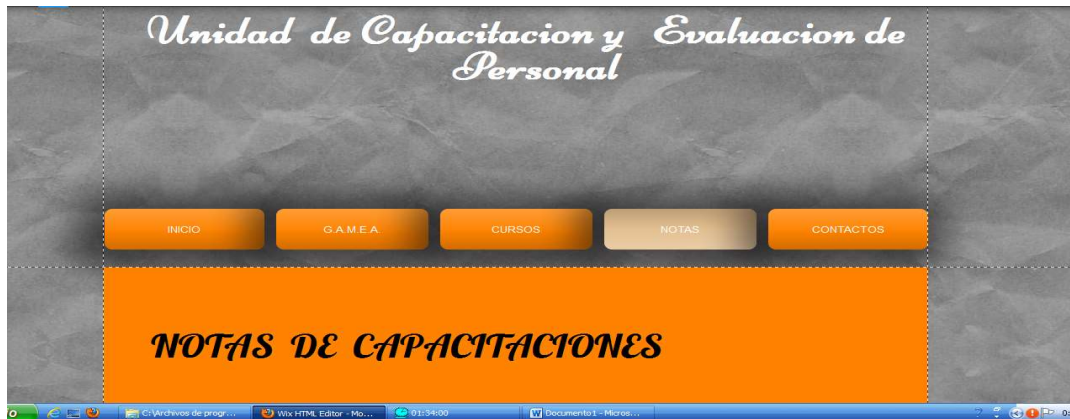 Unidad de Capacitacion y Evaluacion de
Personal
INICIO
G.A.M.E.A.
CURSOS
NOTAS
CONTACTOS
NOTAS DE CAPACITACIONES
C:\Archivos de progr...
Wix HTML Editor - Mo...
01:34:00
Documento1 - Micros...